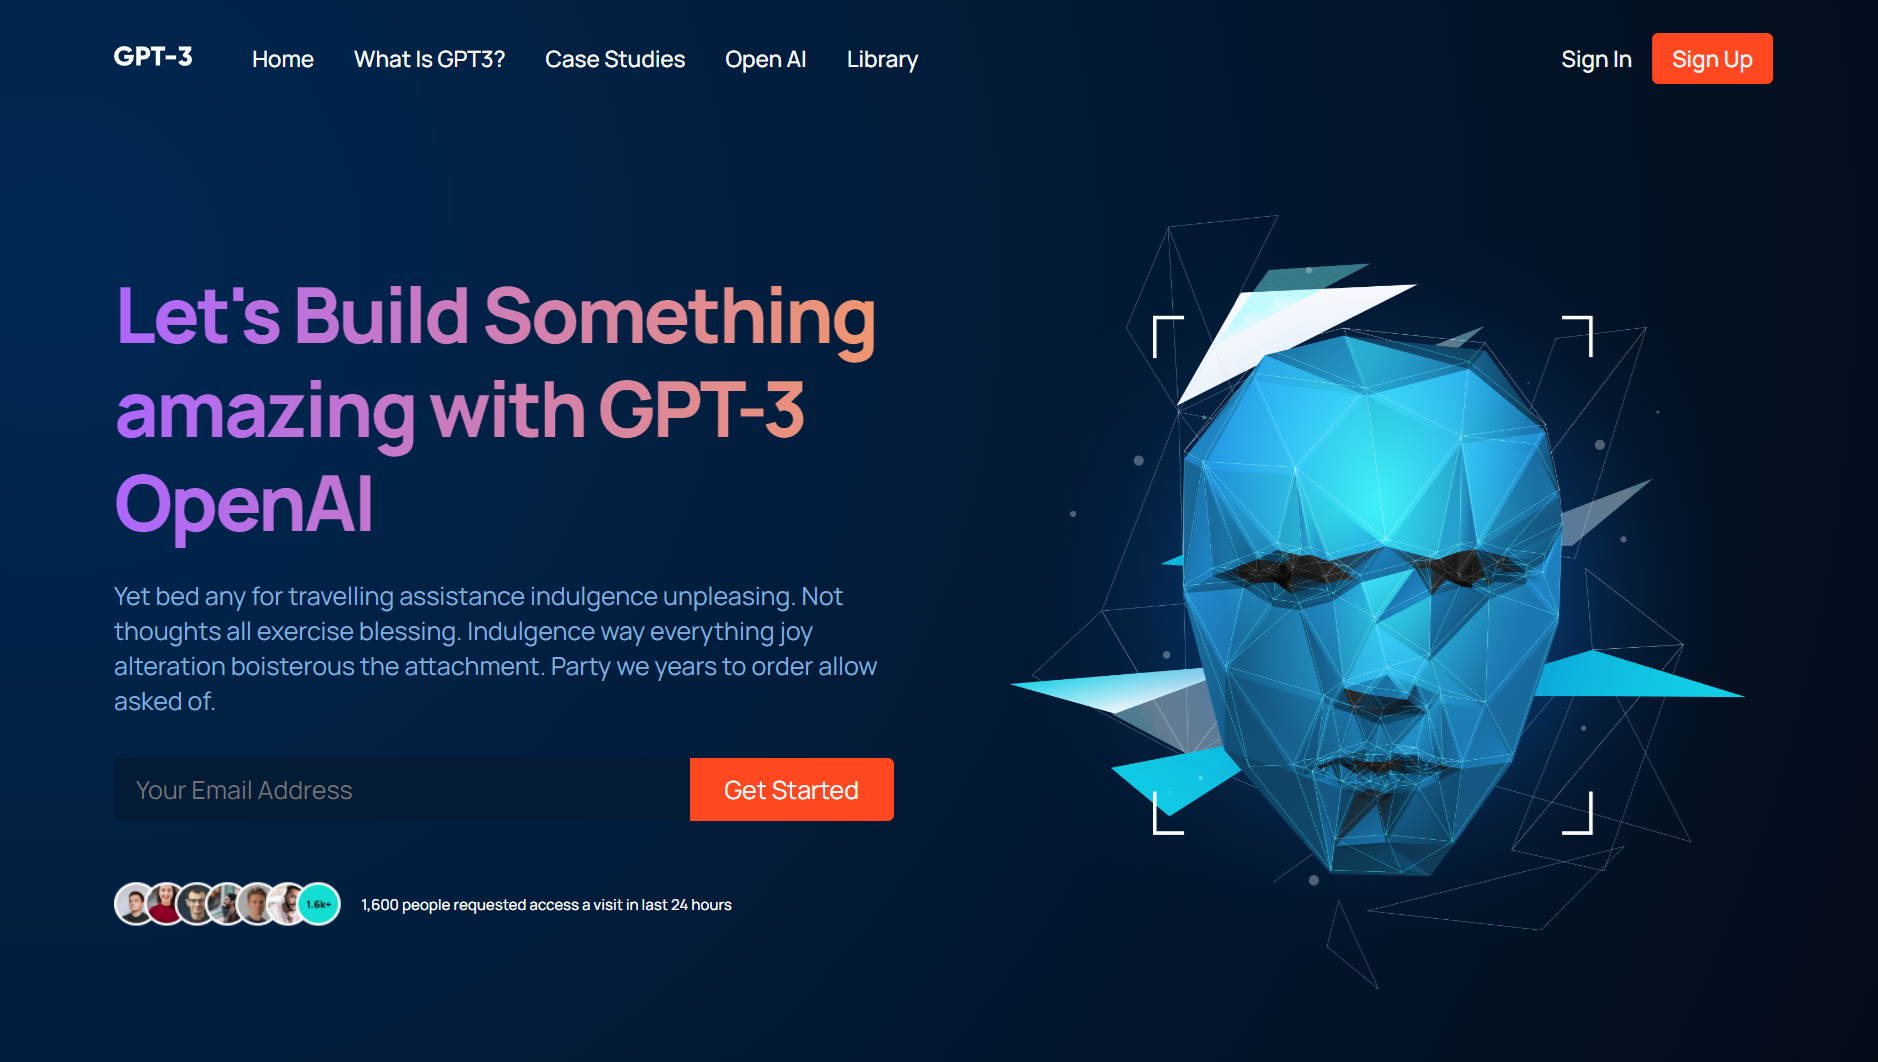 GPT-3
Home
What Is GPT3?
Case Studies
Open AI
Library
Sign In
Sign Up
Let's Build Something
amazing with GPT-3
OpenAI
Yet bed any for travelling assistance indulgence unpleasing. Not
thoughts all exercise blessing. Indulgence way everything joy
alteration boisterous the attachment. Party we years to order allow
asked of.
Your Email Address
Get Started
1.6k+
1,600 people requested access a visit in last 24 hours